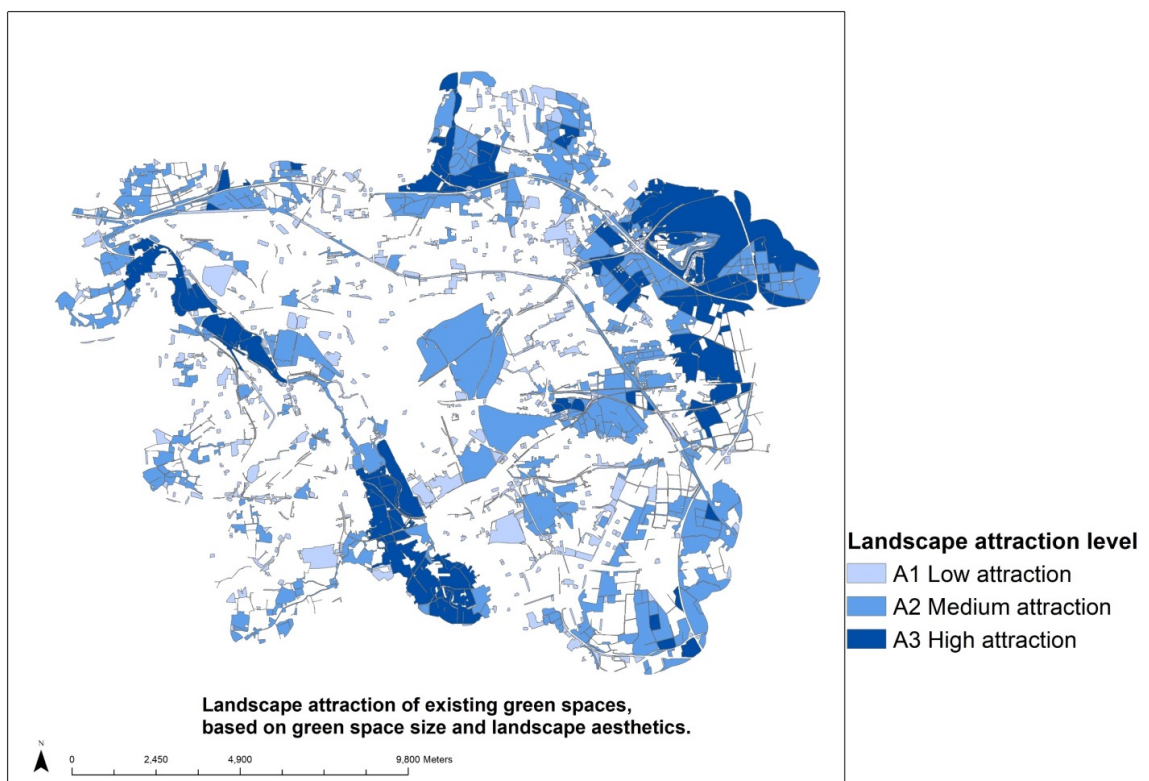 Landscape attraction level
A1 Low attraction
A2 Medium attraction
A3 High attraction
Landscape attraction of existing green spaces,
based on green space size and landscape aesthetics.
N
0 2,450 4,900 9,800 Meters